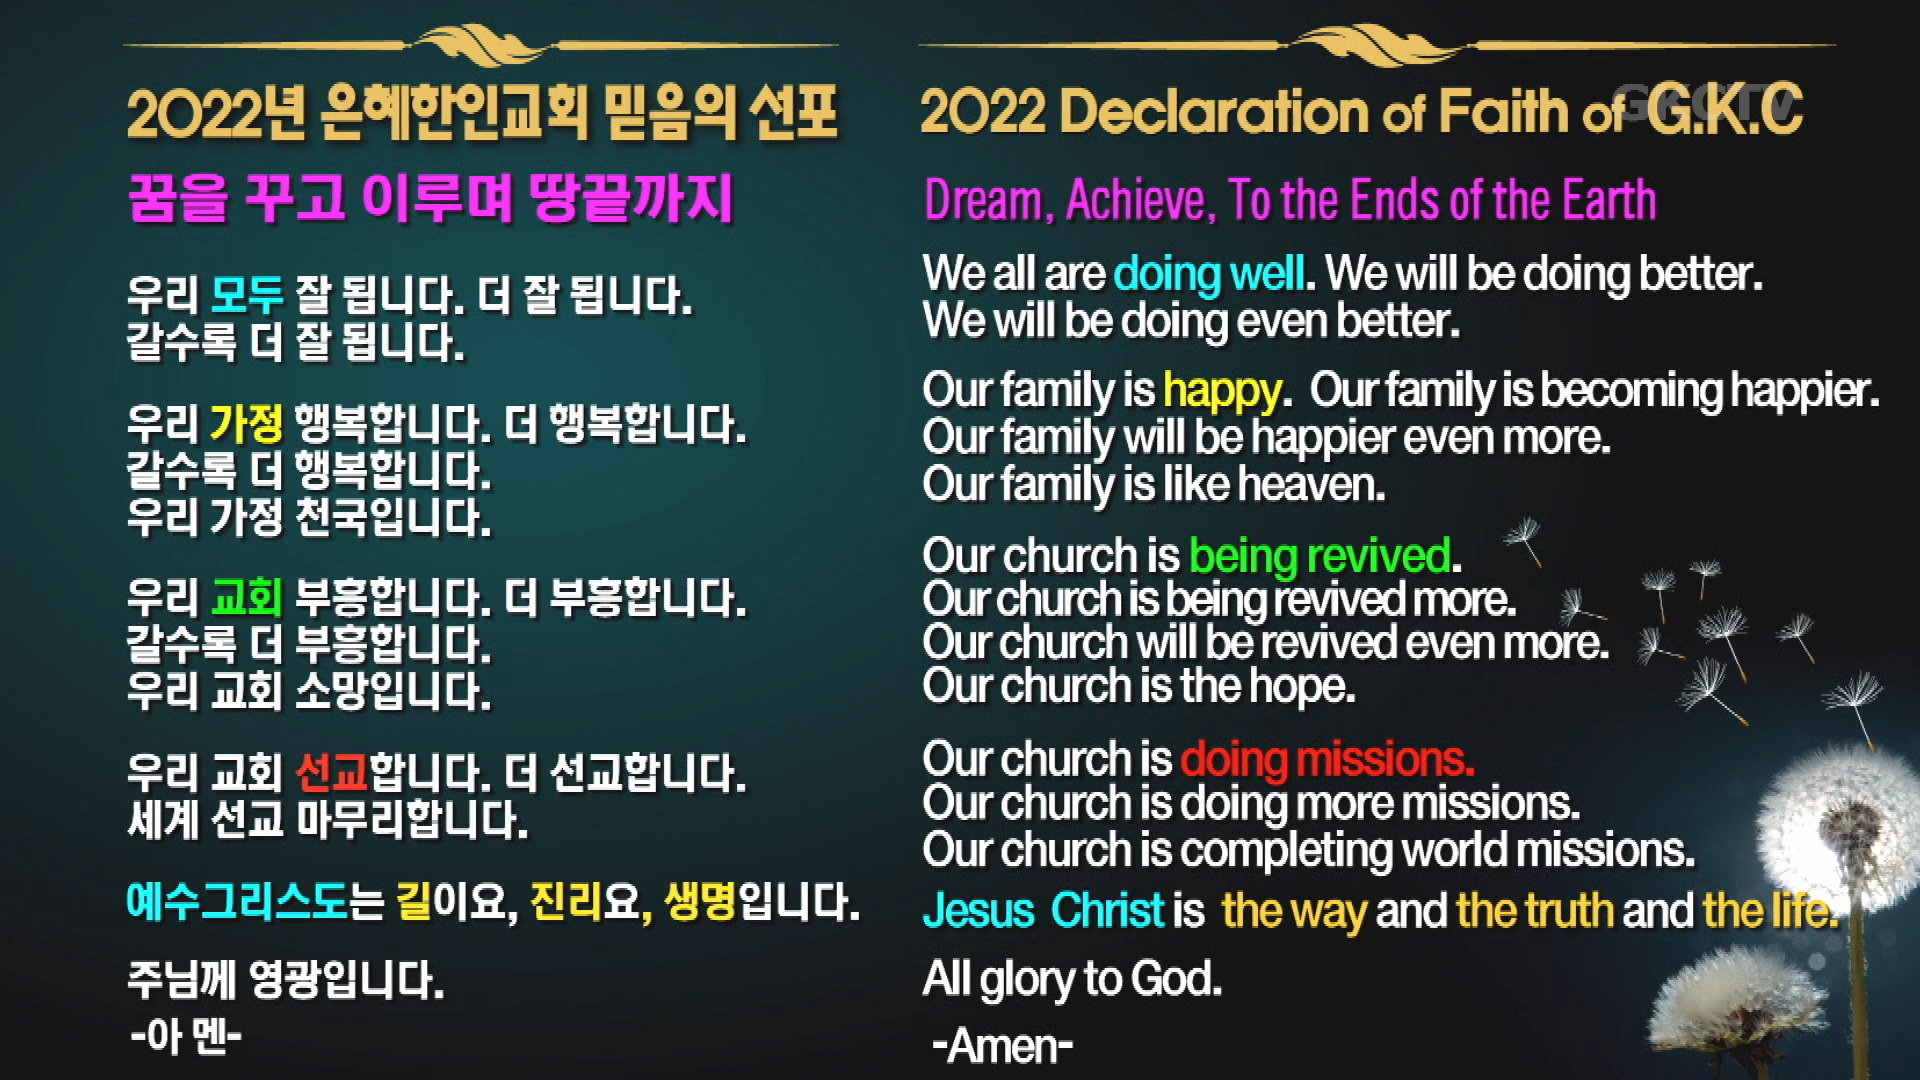 2022년 은혜한인교회 믿음의 선포
꿈을 꾸고 이루며 땅끝까지
우리 모두 잘 됩니다. 더 잘 됩니다.
갈수록 더 잘 됩니다.
우리 가정 행복합니다. 더 행복합니다.
갈수록 더 행복합니다.
우리 가정 천국입니다.
우리 교회 부흥합니다. 더 부흥합니다.
갈수록 더 부흥합니다.
우리 교회 소망입니다.
우리 교회 선교합니다. 더 선교합니다.
세계 선교 마무리합니다.
예수그리스도는 길이요, 진리요, 생명입니다.
주님께 영광입니다.
-아 멘-
2022 Declaration of Faith of G.K.C
GKCTV
Dream, Achieve, To the Ends of the Earth
We all are doing well. We will be doing better.
We will be doing even better.
Our family is happy. Our family is becoming happier.
Our family will be happier even more.
Our family is like heaven.
Our church is being revived.
Our church is being revived more.
Our church will be revived even more.
Our church is the hope.
Our church is doing missions.
Our church is doing more missions.
Our church is completing world missions.
Jesus Christ is the way and the truth and the life.
All glory to God.
-Amen-